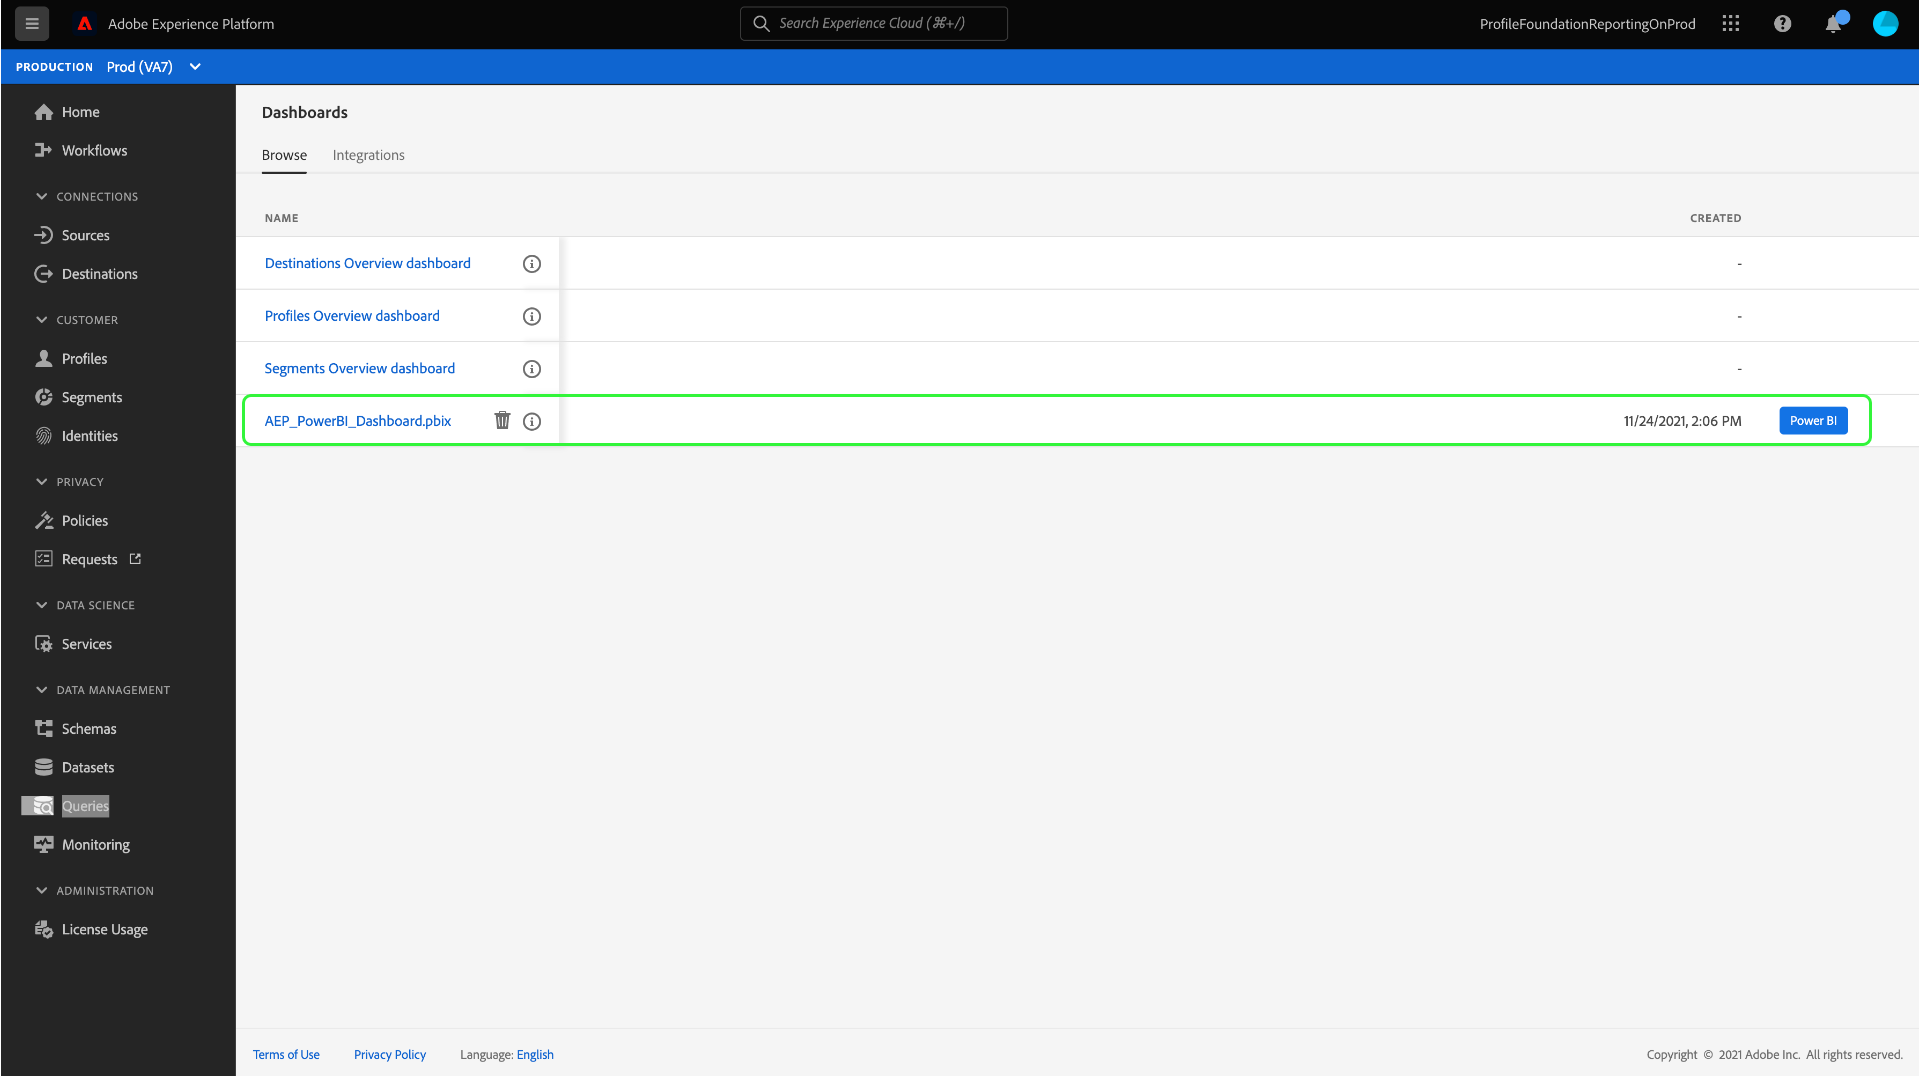 Adobe Experience Platform
Search Experience Cloud (⌘+/)
ProfileFoundationReportingOnProd
PRODUCTION Prod (VA7)
Home
Workflows
CONNECTIONS
Sources
Destinations
CUSTOMER
Profiles
Segments
Identities
PRIVACY
Policies
Requests
DATA SCIENCE
Services
DATA MANAGEMENT
Schemas
Datasets
Queries
Monitoring
ADMINISTRATION
License Usage
Dashboards
Browse Integrations
NAME CREATED
Destinations Overview dashboard -
Profiles Overview dashboard -
Segments Overview dashboard -
AEP_PowerBI_Dashboard.pbix 11/24/2021, 2:06 PM Power BI
Terms of Use Privacy Policy Language: English Copyright © 2021 Adobe Inc. All rights reserved.